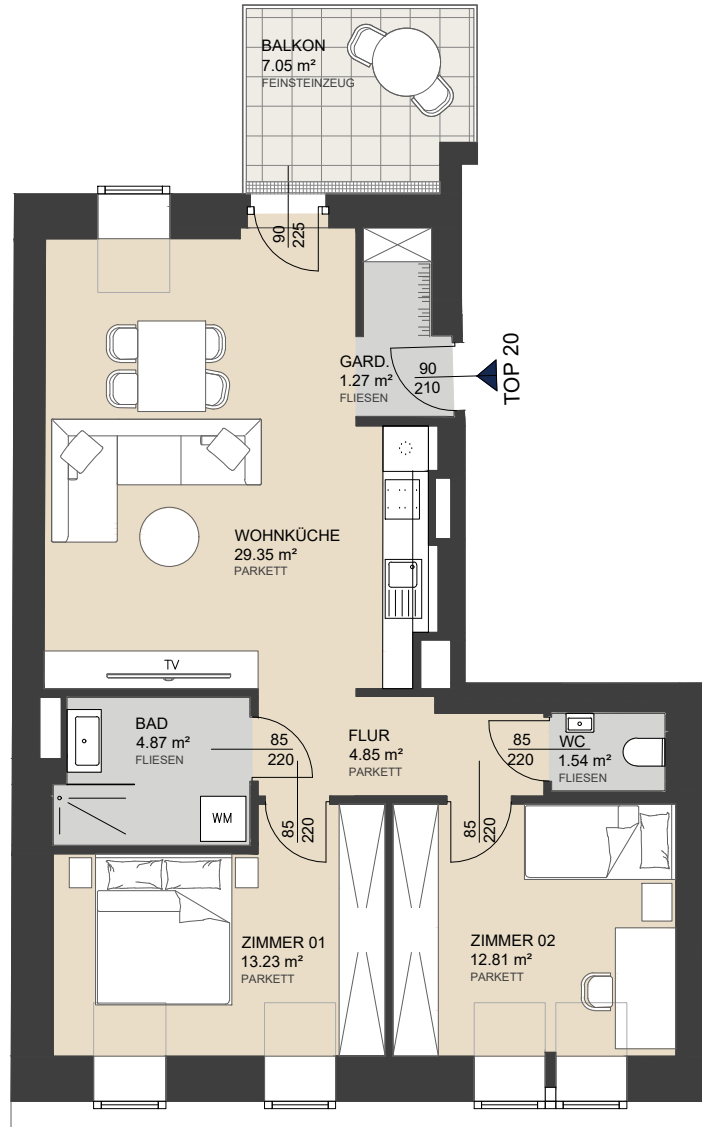 BALKON
7.05 m²
FEINSTEINZEUG
90
225
GARD.
1.27 m²
FLIESEN
90
210
TOP 20
WOHNKÜCHE
29.35 m²
PARKETT
TV
BAD
4.87 m²
FLIESEN
85
220
FLUR
4.85 m²
PARKETT
85
220
WC
1.54 m²
FLIESEN
WM
85
220
85
220
ZIMMER 01
13.23 m²
PARKETT
ZIMMER 02
12.81 m²
PARKETT